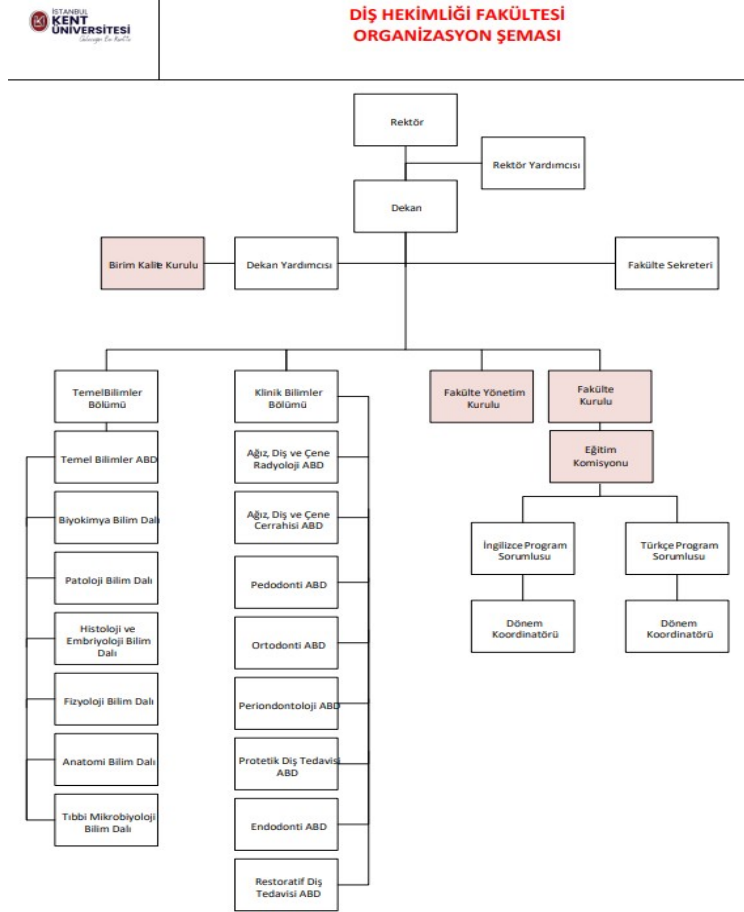 İSTANBUL
KENT
ÜNİVERSİTESİ
Geleceğin Bu Kentte
DİŞ HEKİMLİĞİ FAKÜLTESİ
ORGANİZASYON ŞEMASI
Rektör
Rektör Yardımcısı
Dekan
Birim Kalite Kurulu
Dekan Yardımcısı
Fakülte Sekreteri
TemelBilimler
Bölümü
Klinik Bilimler
Bölümü
Fakülte Yönetim
Kurulu
Fakülte
Kurulu
Temel Bilimler ABD
Ağız, Diş ve Çene
Radyoloji ABD
Eğitim
Komisyonu
Biyokimya Bilim Dalı
Ağız, Diş ve Çene
Cerrahisi ABD
İngilizce Program
Sorumlusu
Türkçe Program
Sorumlusu
Patoloji Bilim Dalı
Pedodonti ABD
Dönem
Koordinatörü
Dönem
Koordinatörü
Histoloji ve
Embriyoloji Bilim
Dalı
Ortodonti ABD
Fizyoloji Bilim Dalı
Periondontoloji ABD
Anatomi Bilim Dalı
Protetik Diş Tedavisi
ABD
Tıbbi Mikrobiyoloji
Bilim Dalı
Endodonti ABD
Restoratif Diş
Tedavisi ABD